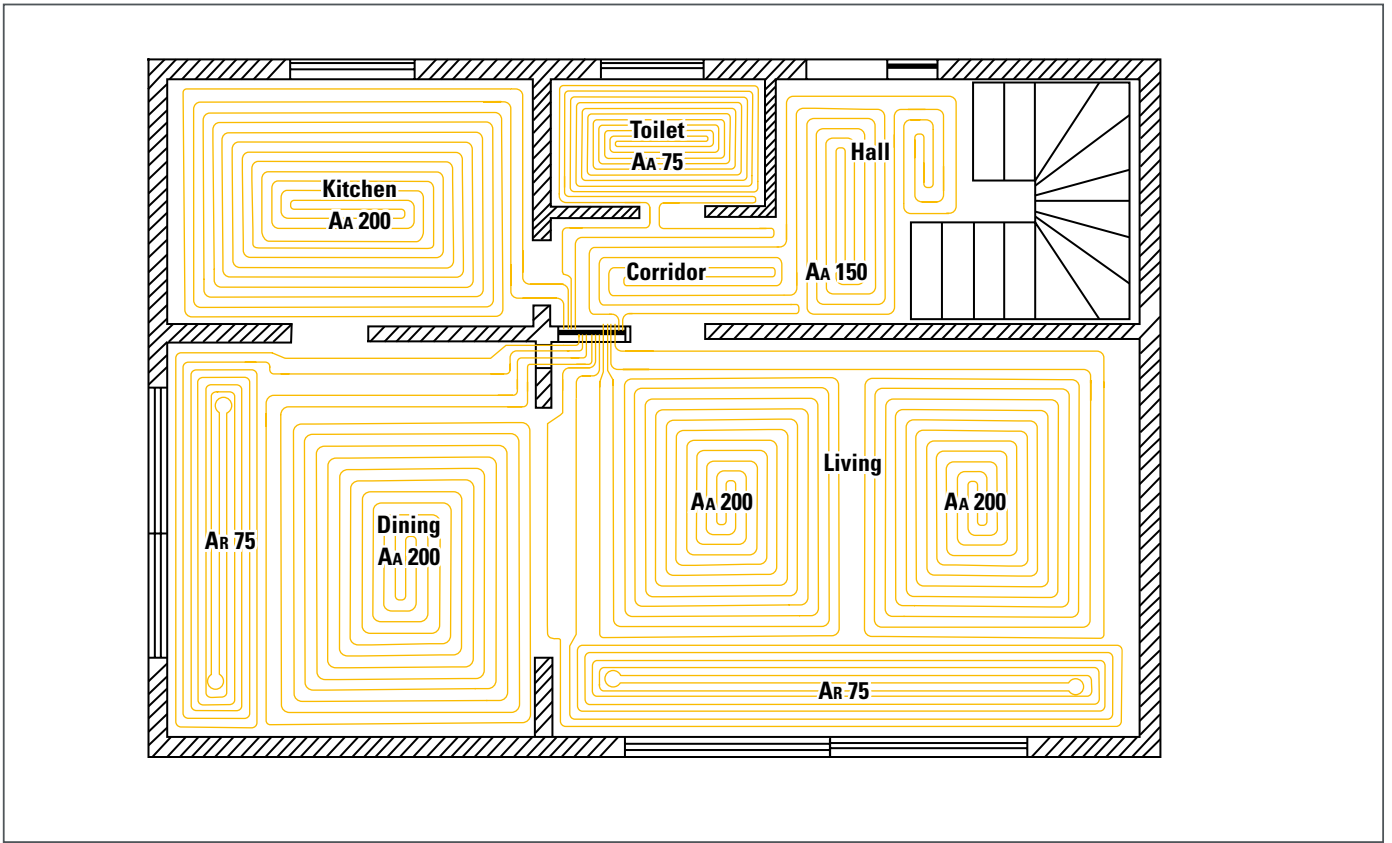 Toilet
AA 75
Hall
Kitchen
AA 200
Corridor
AA 150
Living
AA 200
AA 200
Dining
AA 200
AR 75
AR 75